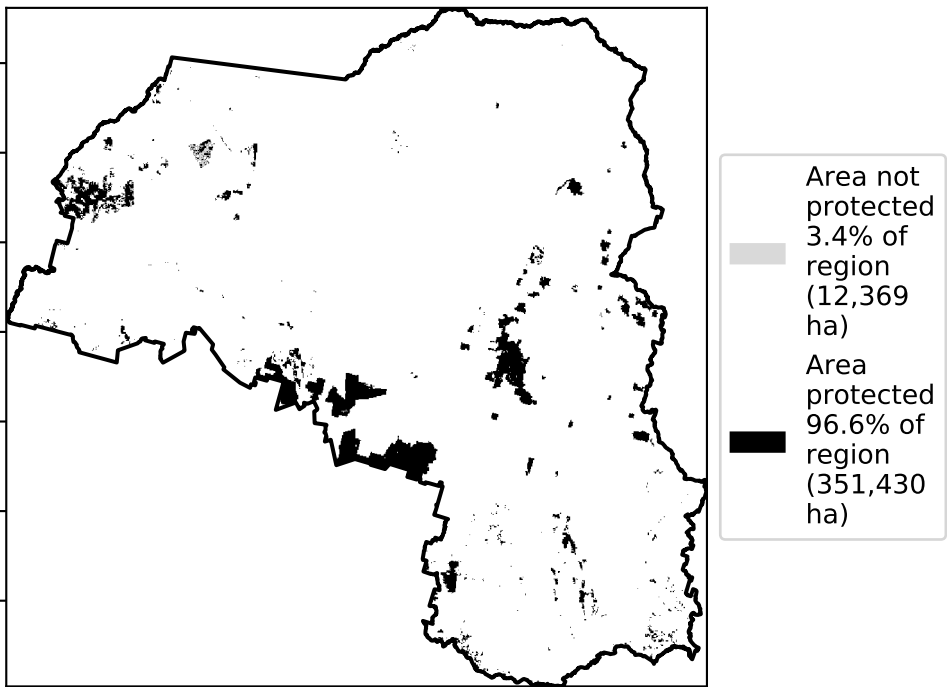 Area not
protected
3.4% of
region
(12,369
ha)
Area
protected
96.6% of
region
(351,430
ha)